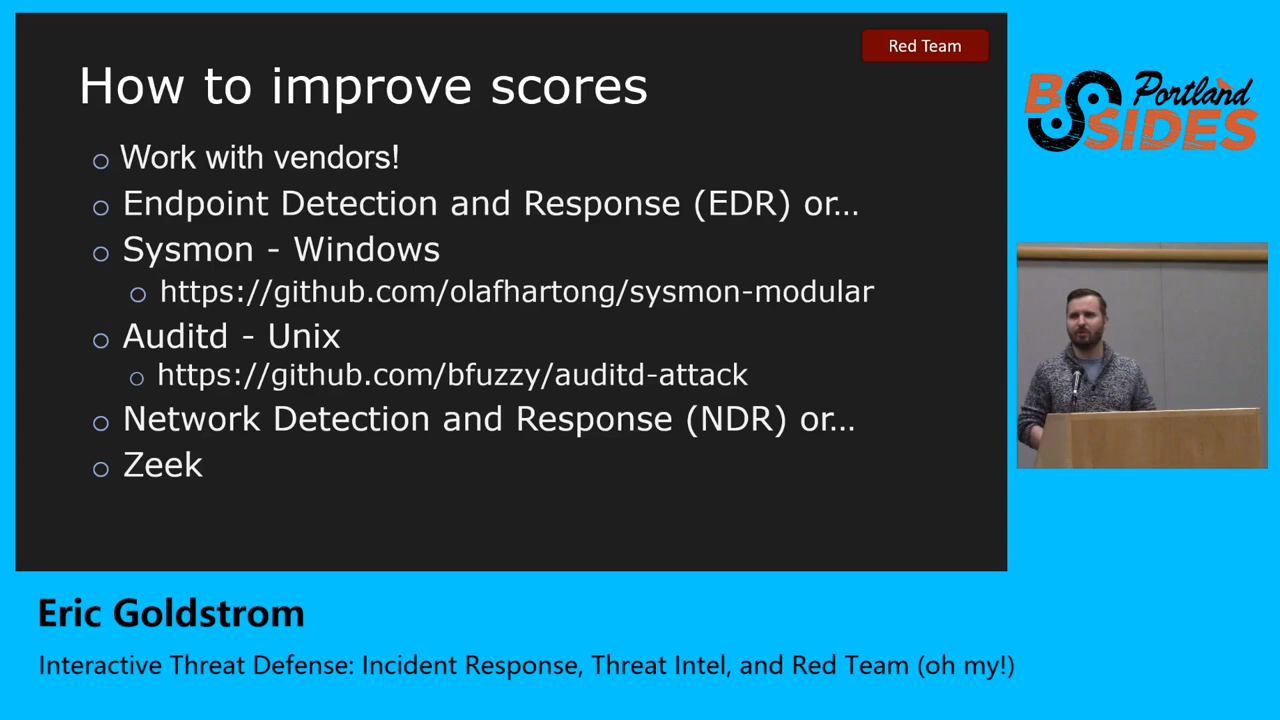 Red Team
How to improve scores
Work with vendors!
Endpoint Detection and Response (EDR) or...
Sysmon - Windows
https://github.com/olafhartong/sysmon-modular
Auditd - Unix
https://github.com/bfuzzy/auditd-attack
Network Detection and Response (NDR) or...
Zeek
BSIDES Portland
Eric Goldstrom
Interactive Threat Defense: Incident Response, Threat Intel, and Red Team (oh my!)